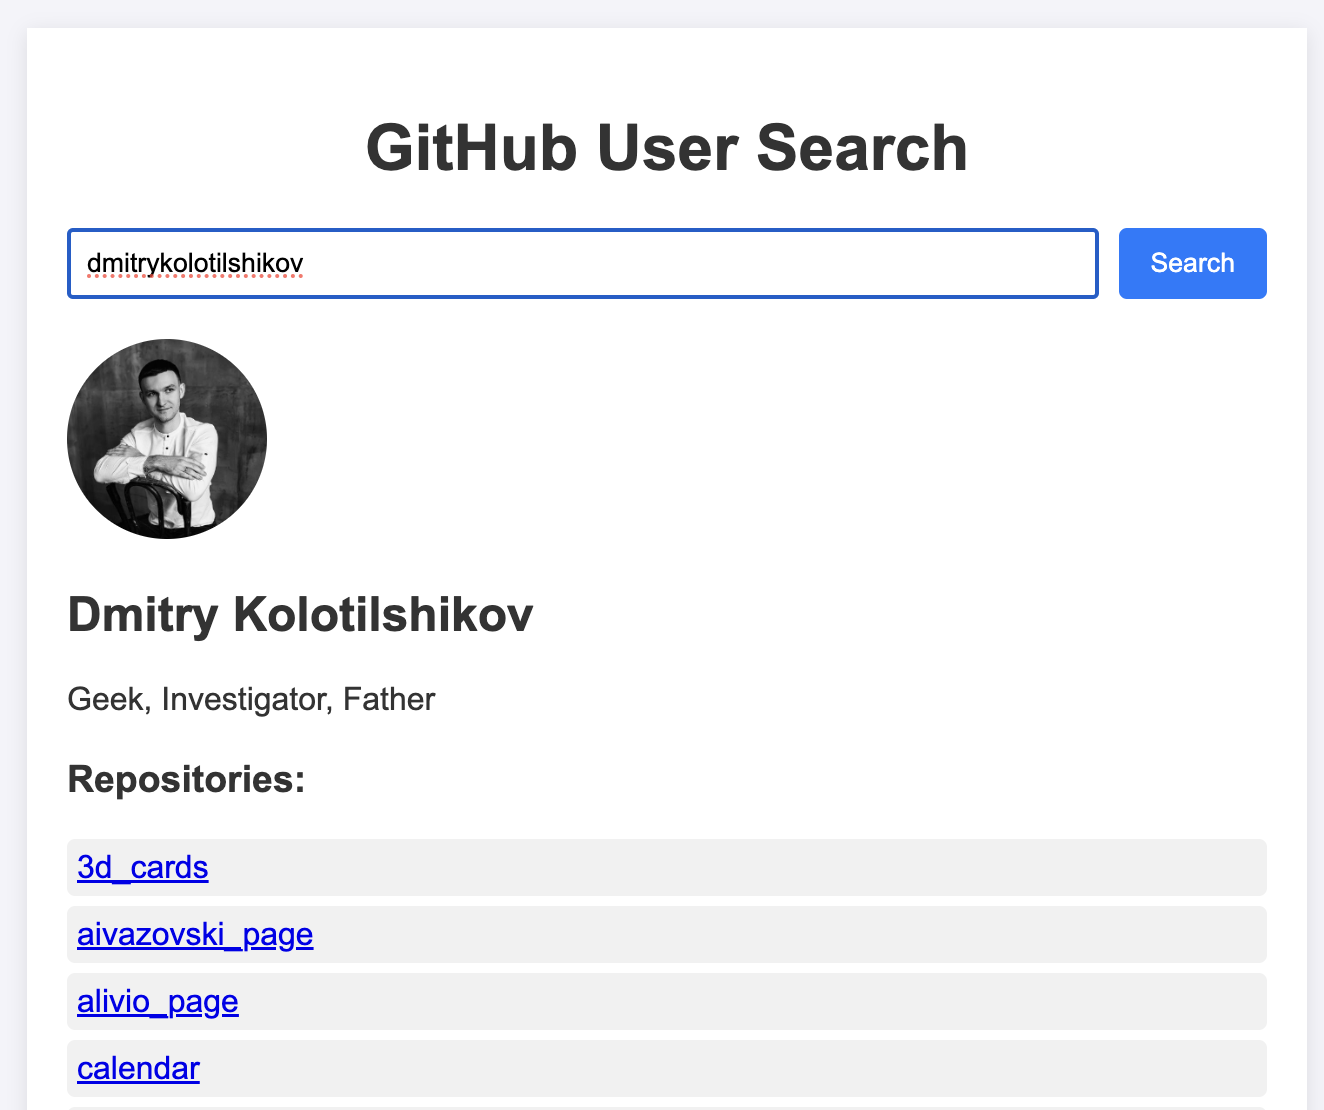 GitHub User Search
dmitrykolotilshikov
Search
Dmitry Kolotilshikov
Geek, Investigator, Father
Repositories:
3d_cards
aivazovski_page
alivio_page
calendar